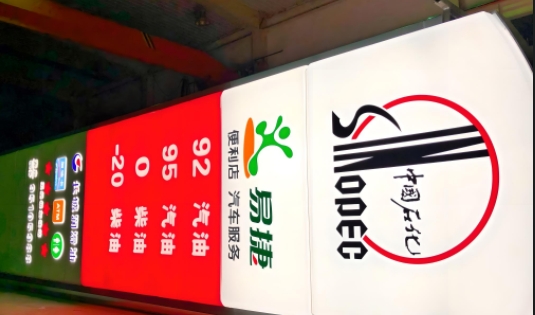 SINOPEC
中国石化
易捷
便利店 汽车服务
92 汽油
95 汽油
0 柴油
-20 柴油
ATM